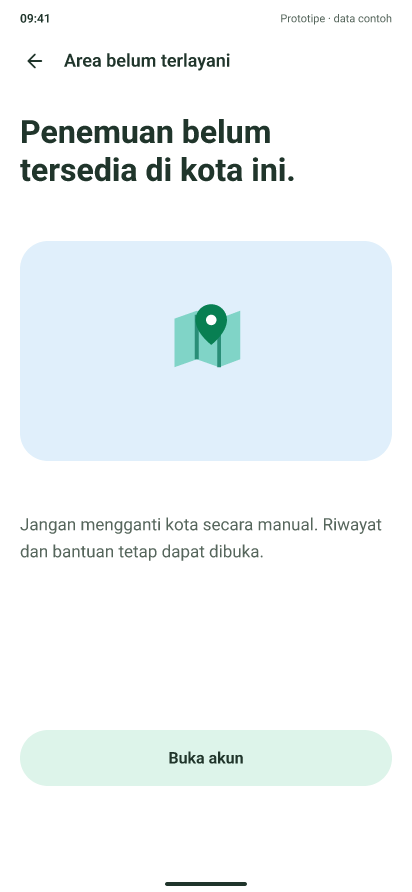 09:41
Prototipe · data contoh
Area belum terlayani
Penemuan belum
tersedia di kota ini.
Jangan mengganti kota secara manual. Riwayat
dan bantuan tetap dapat dibuka.
Buka akun